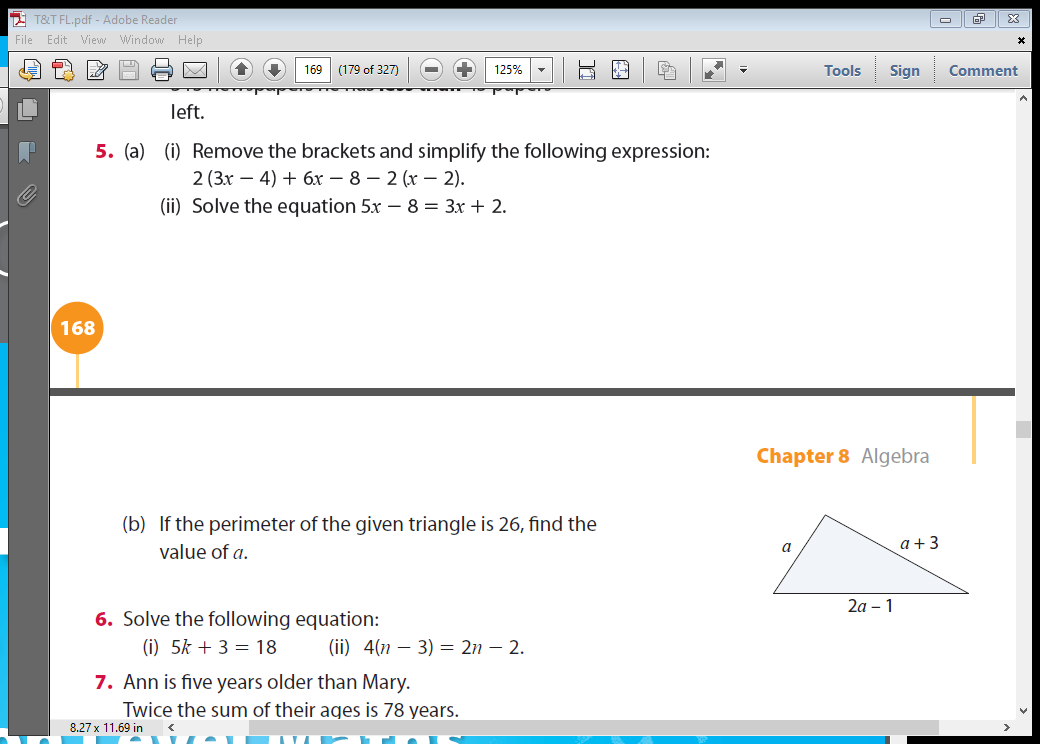 T&T FL.pdf - Adobe Reader
File Edit View Window Help
169 (179 of 327) 125% Tools Sign Comment
less than
left.
5. (a) (i) Remove the brackets and simplify the following expression:
2 (3x − 4) + 6x − 8 − 2 (x − 2).
(ii) Solve the equation 5x − 8 = 3x + 2.
168
Chapter 8 Algebra
(b) If the perimeter of the given triangle is 26, find the
value of a.
a
a + 3
2a – 1
6. Solve the following equation:
(i) 5k + 3 = 18 (ii) 4(n − 3) = 2n − 2.
7. Ann is five years older than Mary.
Twice the sum of their ages is 78 years.
8.27 x 11.69 in